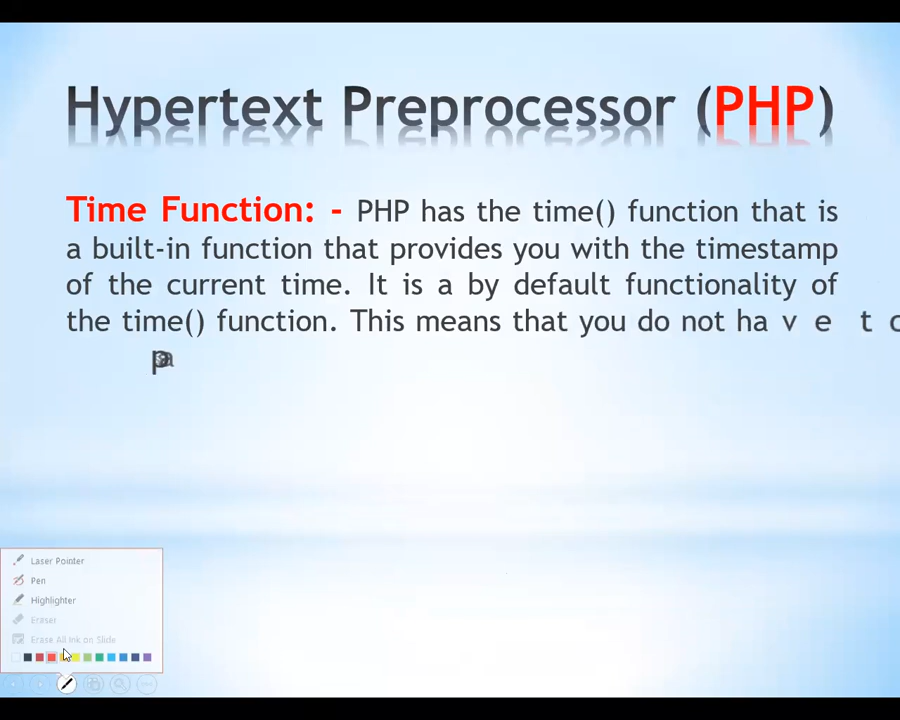 Hypertext Preprocessor (PHP)
Time Function: - PHP has the time() function that is
a built-in function that provides you with the timestamp
of the current time. It is a by default functionality of
the time() function. This means that you do not ha v e t
Laser Pointer
Pen
Highlighter
Eraser
Erase All Ink on Slide